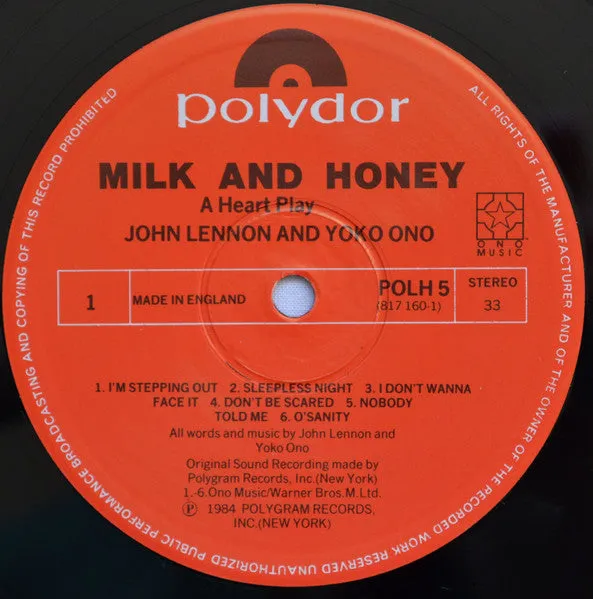 polydor
MILK AND HONEY
A Heart Play
JOHN LENNON AND YOKO ONO
ONO
MUSIC
1
MADE IN ENGLAND
POLH 5
(817 160-1)
STEREO
33
1. I'M STEPPING OUT 2. SLEEPLESS NIGHT 3. I DON'T WANNA
FACE IT 4. DON'T BE SCARED 5. NOBODY
TOLD ME 6. O'SANITY
All words and music by John Lennon and
Yoko Ono
Original Sound Recording made by
Polygram Records, Inc.(New York)
1.-6.Ono Music/Warner Bros.M.Ltd.
Ⓟ 1984 POLYGRAM RECORDS,
INC.(NEW YORK)
ALL RIGHTS OF THE MANUFACTURER AND OF THE OWNER OF THE RECORDED WORK RESERVED UNAUTHORIZED PUBLIC PERFORMANCE BROADCASTING AND COPYING OF THIS RECORD PROHIBITED